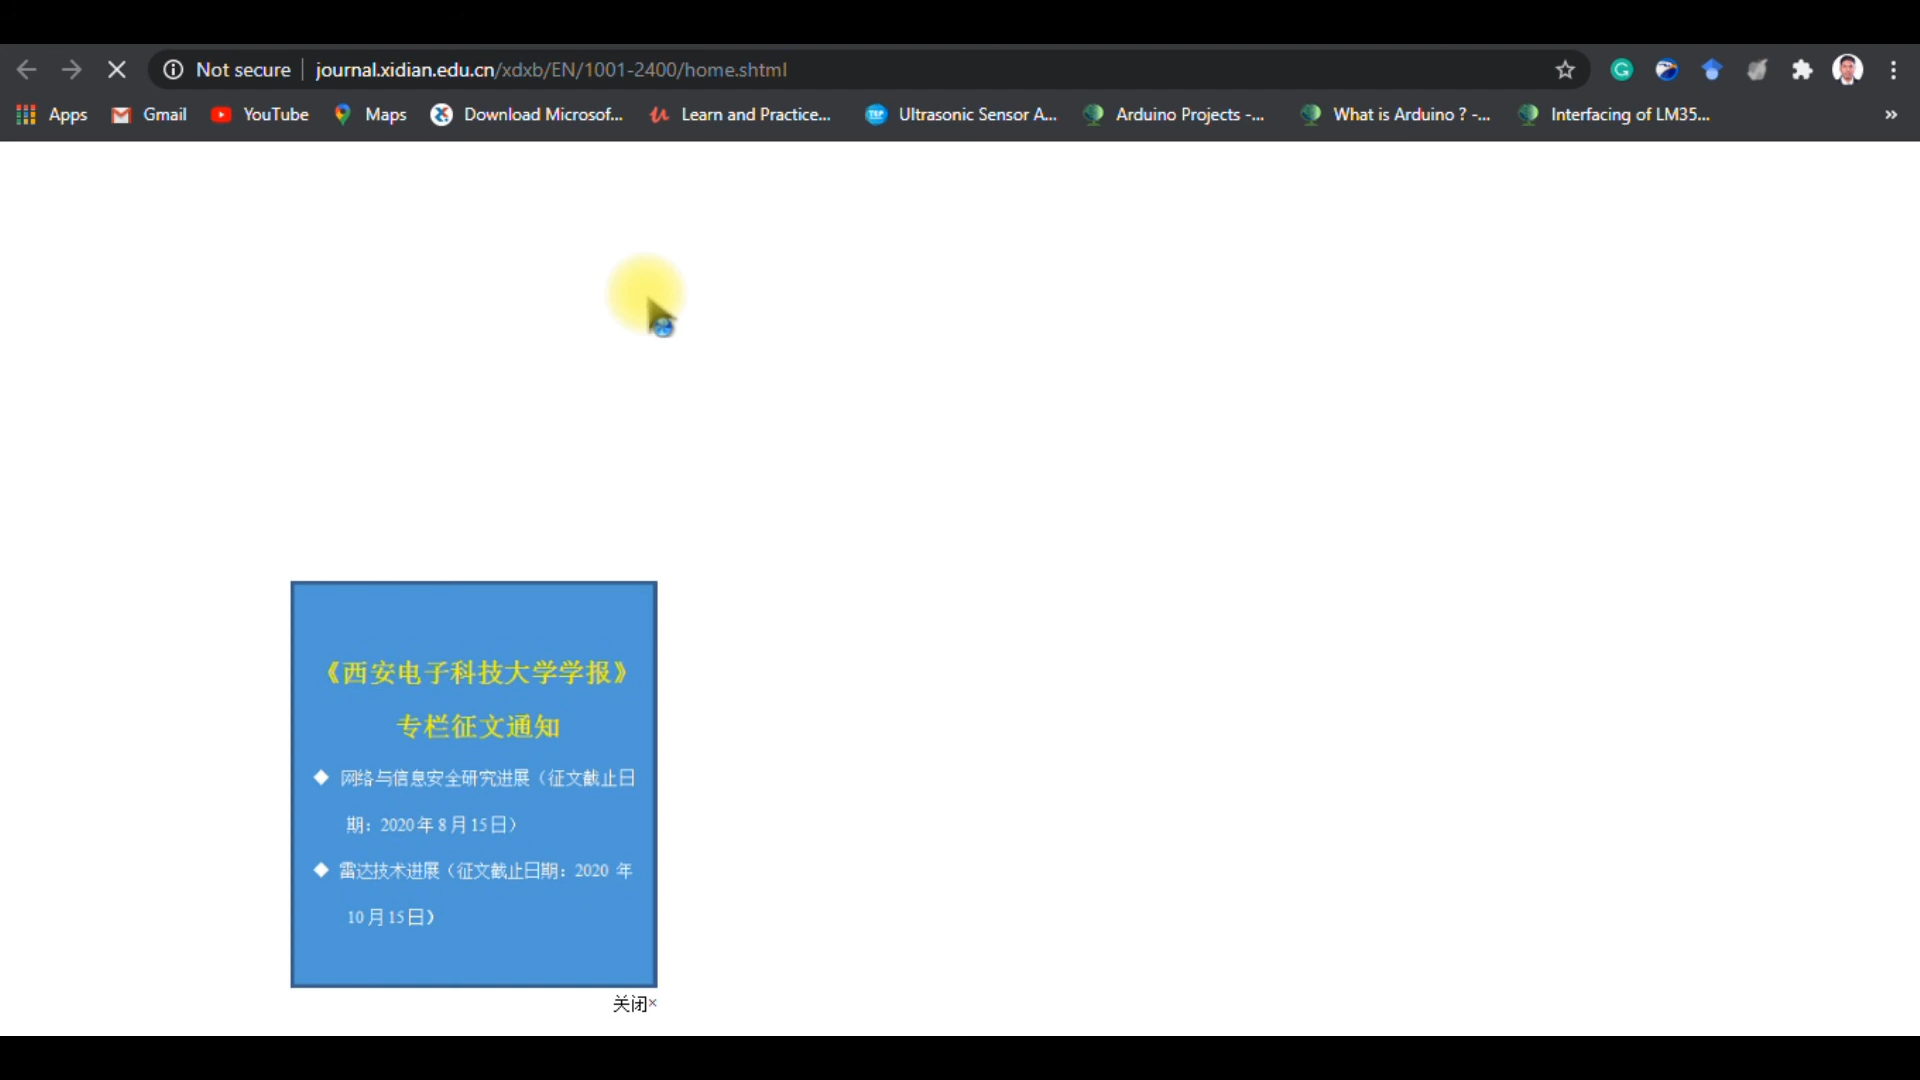 Not secure journal.xidian.edu.cn/xdxb/EN/1001-2400/home.shtml
Apps Gmail YouTube Maps Download Microsof... Learn and Practice... Ultrasonic Sensor A... Arduino Projects -... What is Arduino ? -... Interfacing of LM35... »
《西安电子科技大学学报》
专栏征文通知
◆ 网络与信息安全研究进展（征文截止日
期：2020年8月15日）
◆ 雷达技术进展（征文截止日期：2020 年
10月15日）
关闭×